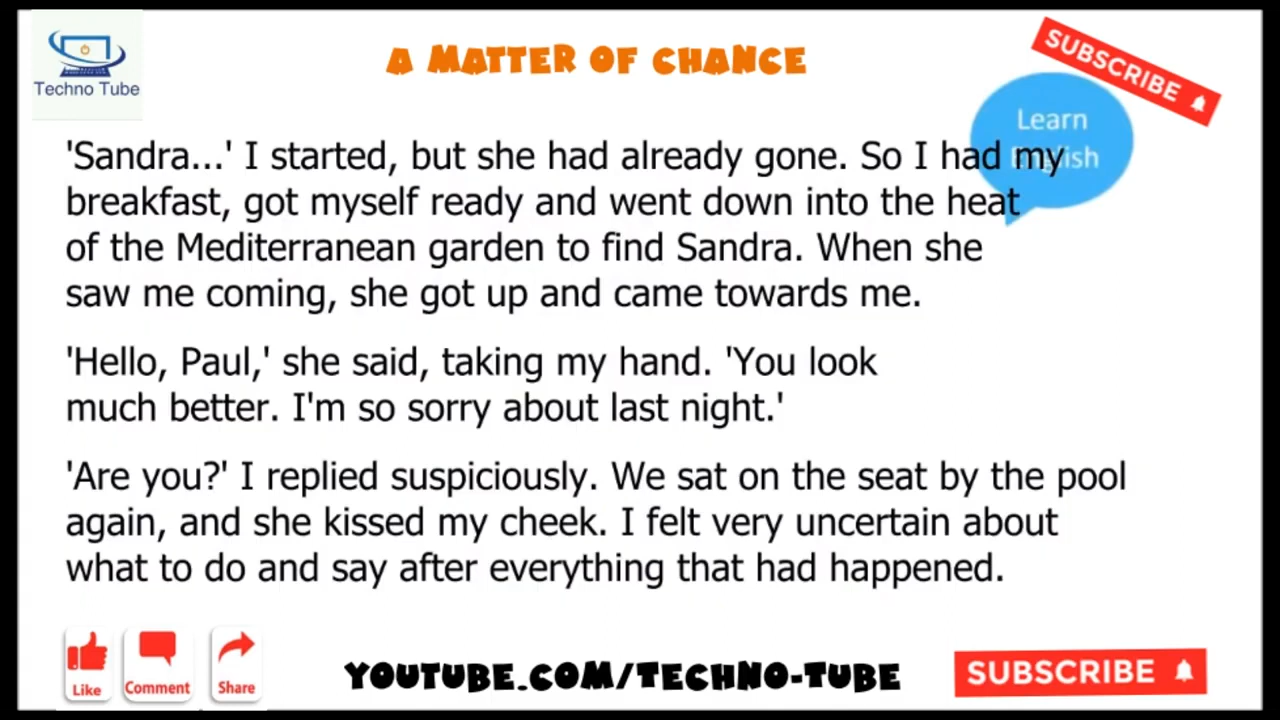 Techno Tube
A MATTER OF CHANCE
SUBSCRIBE
Learn
English
'Sandra...' I started, but she had already gone. So I had my
breakfast, got myself ready and went down into the heat
of the Mediterranean garden to find Sandra. When she
saw me coming, she got up and came towards me.
'Hello, Paul,' she said, taking my hand. 'You look
much better. I'm so sorry about last night.'
'Are you?' I replied suspiciously. We sat on the seat by the pool
again, and she kissed my cheek. I felt very uncertain about
what to do and say after everything that had happened.
Like
Comment
Share
YOUTUBE.COM/TECHNO-TUBE
SUBSCRIBE